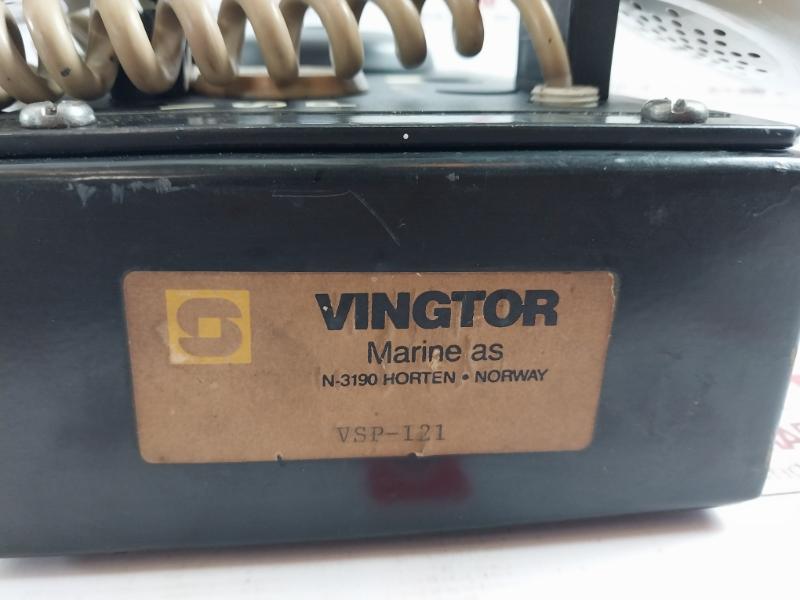 VINGTOR
Marine as
N-3190 HORTEN • NORWAY
VSP-121